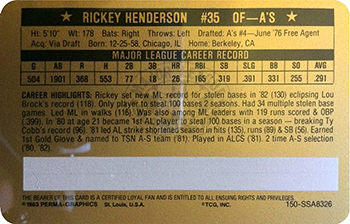 RICKEY HENDERSON #35 OF—A'S
Ht: 5'10" Wt: 178 Bats: Right Throws: Left Drafted: A's #4—June '76 Free Agent
Acq: Via Draft Born: 12-25-58, Chicago, IL Home: Berkeley, CA
MAJOR LEAGUE CAREER RECORD
G AB R H 2B 3B HR RBI SB SLG BB SO AVG
504 1901 368 553 77 18 25 175 319 .390 331 255 .291
CAREER HIGHLIGHTS: Rickey set new ML record for stolen bases in '82 (130) eclipsing Lou
Brock's record (118). Only player to steal 100 bases 2 seasons. Had 34 multiple stolen base
games. Led ML in walks (116). Was also among ML leaders with 119 runs scored & OBP
(.399). In '80 at age 21 became 1st AL player to steal 100 bases in a season — breaking Ty
Cobb's record (96). '81 led AL strike shortened season in hits (135), runs (89) & SB (56). Earned
1st Gold Glove & named to TSN A-S team (81). Played in ALCS ('81). 2 time A-S selection
('80, '82).
THE BEARER OF THIS CARD IS A CERTIFIED LOYAL FAN AND IS ENTITLED TO ALL ENSUING RIGHTS AND PRIVILEGES.
©1983 PERMA-GRAPHICS St. Louis, U.S.A. ©TCG, INC. 150-SSA8326